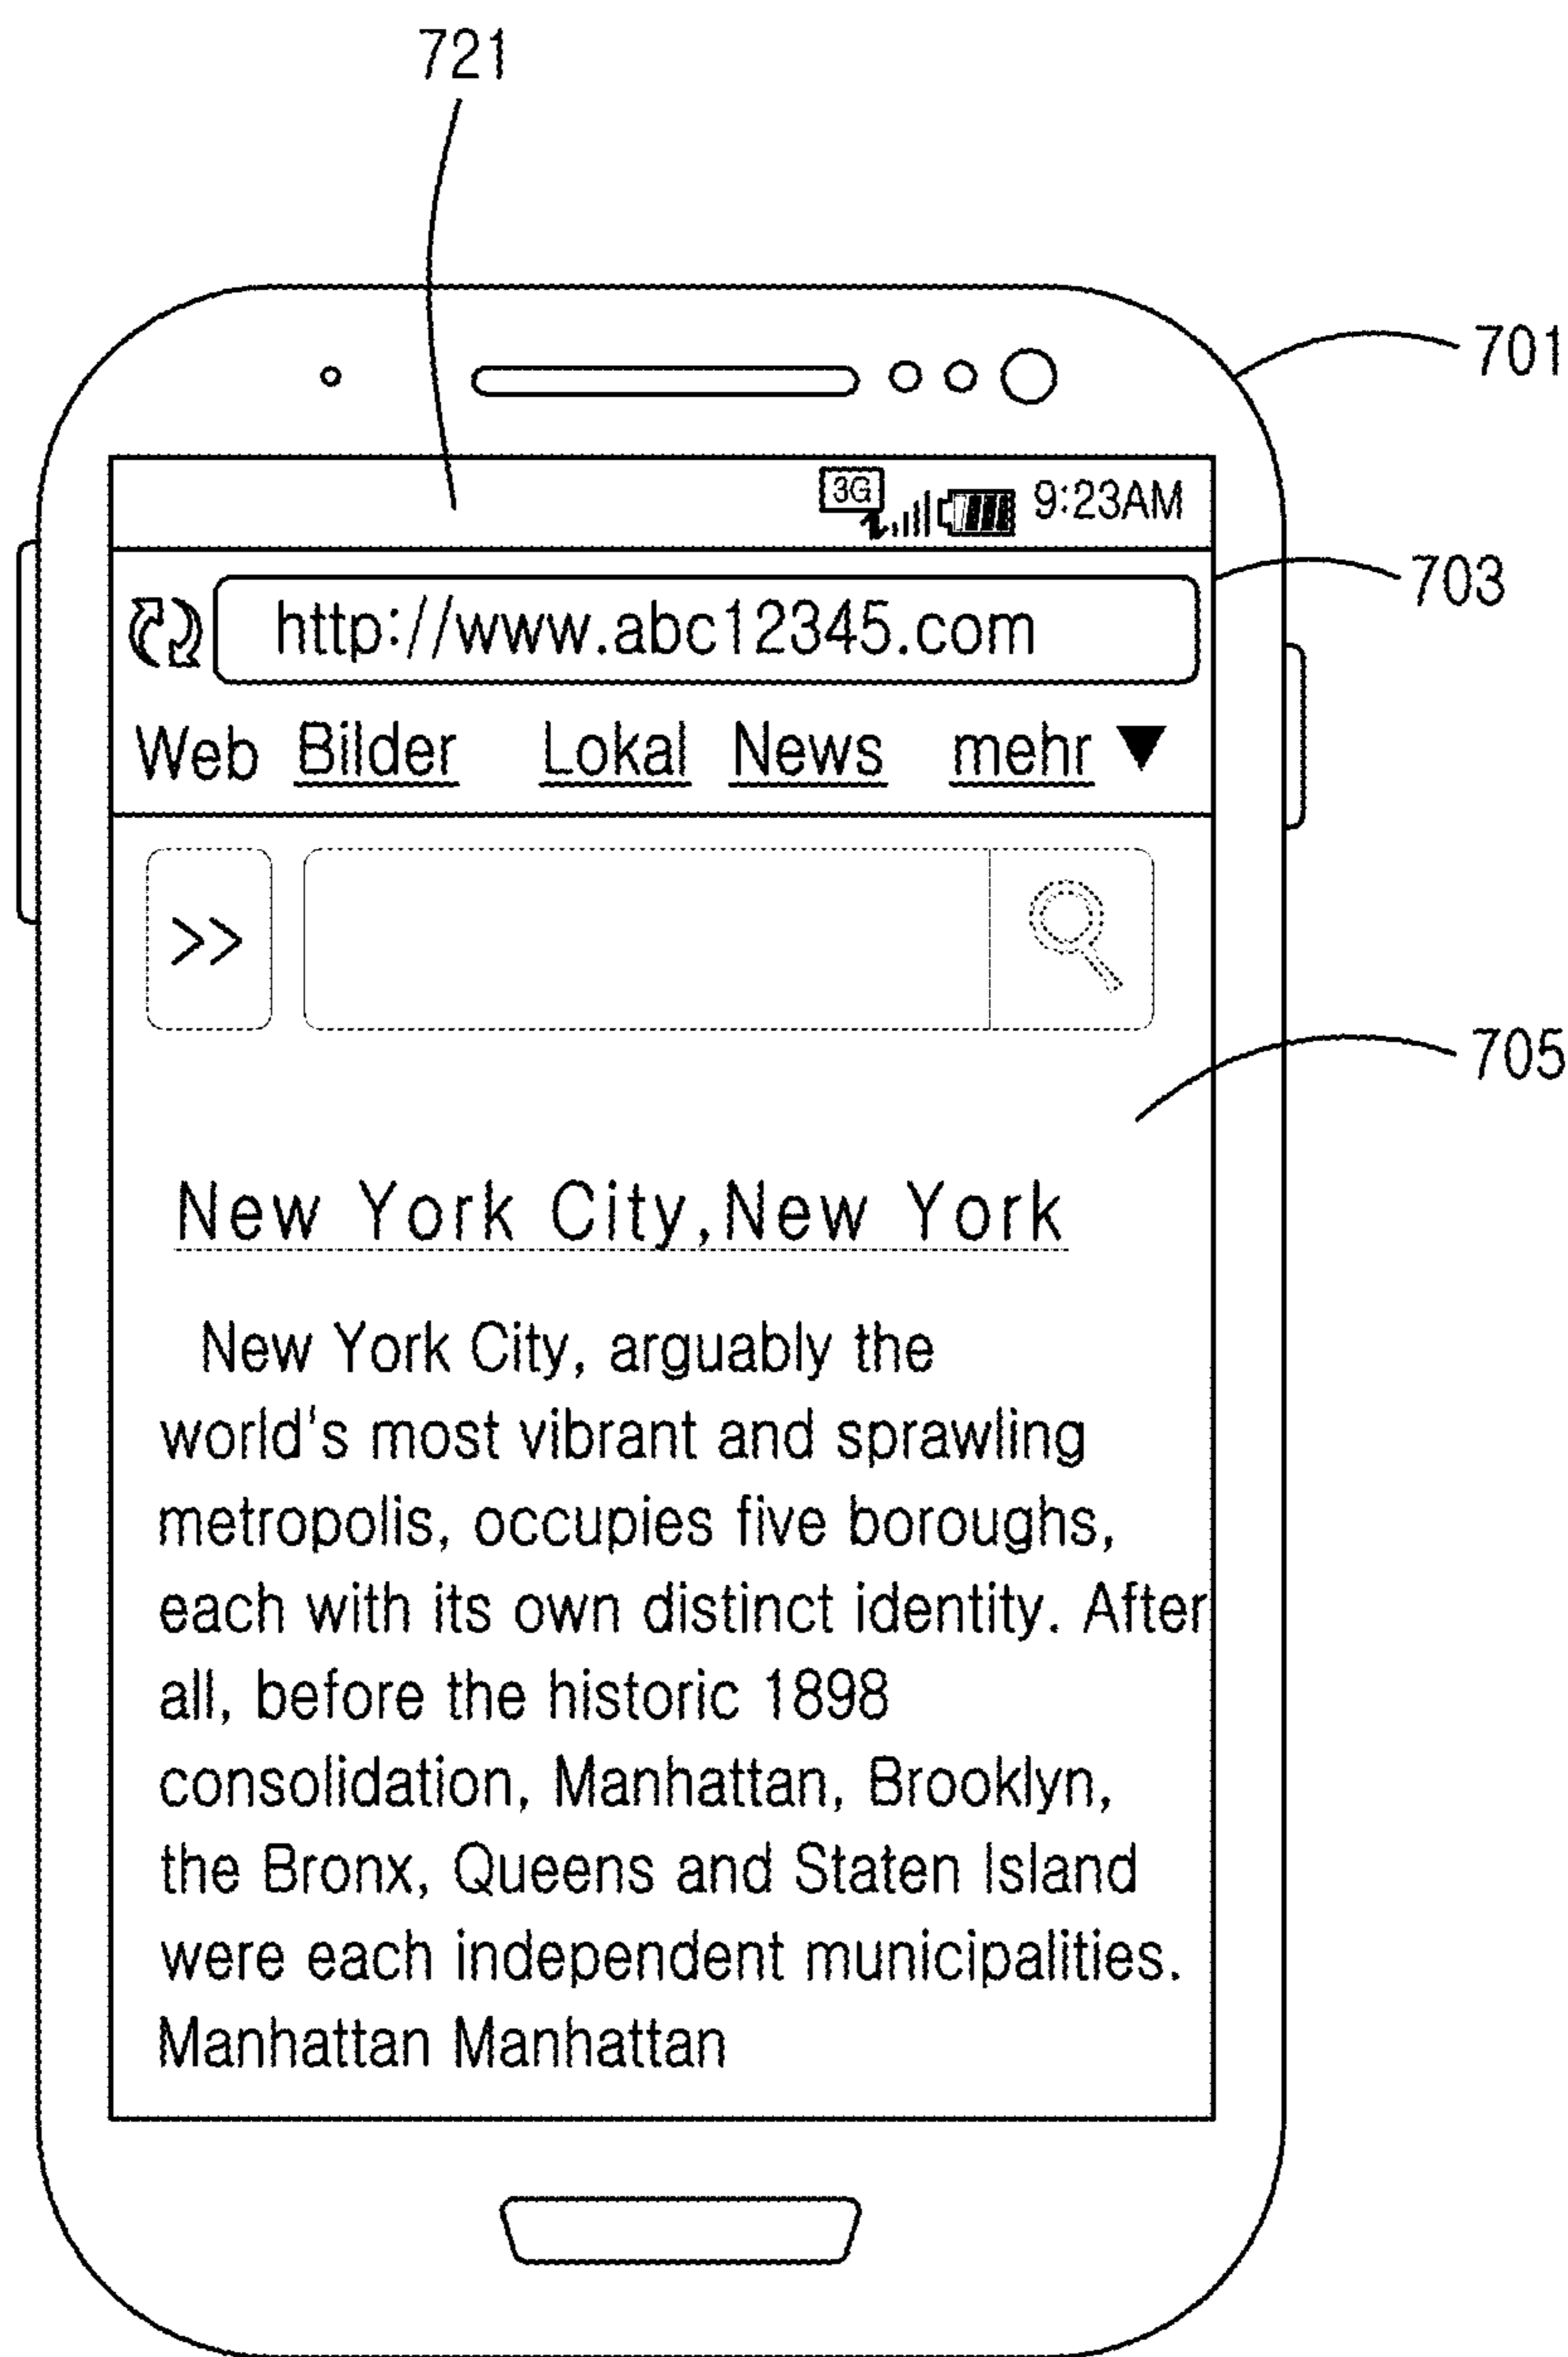 721
701
3G 9:23AM
703
http://www.abc12345.com
Web Bilder Lokal News mehr ▼
>>
705
New York City,New York
New York City, arguably the
world's most vibrant and sprawling
metropolis, occupies five boroughs,
each with its own distinct identity. After
all, before the historic 1898
consolidation, Manhattan, Brooklyn,
the Bronx, Queens and Staten Island
were each independent municipalities.
Manhattan Manhattan